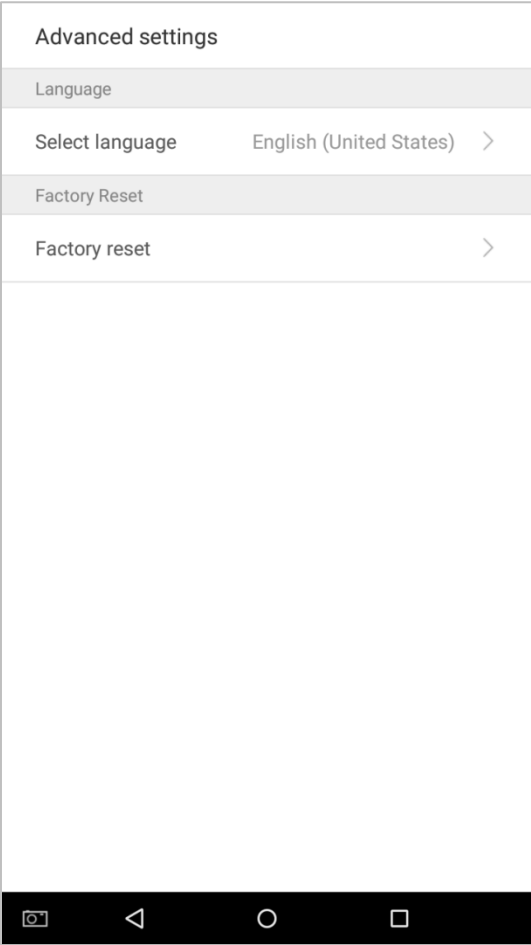 Advanced settings
Language
Select language English (United States)
Factory Reset
Factory reset